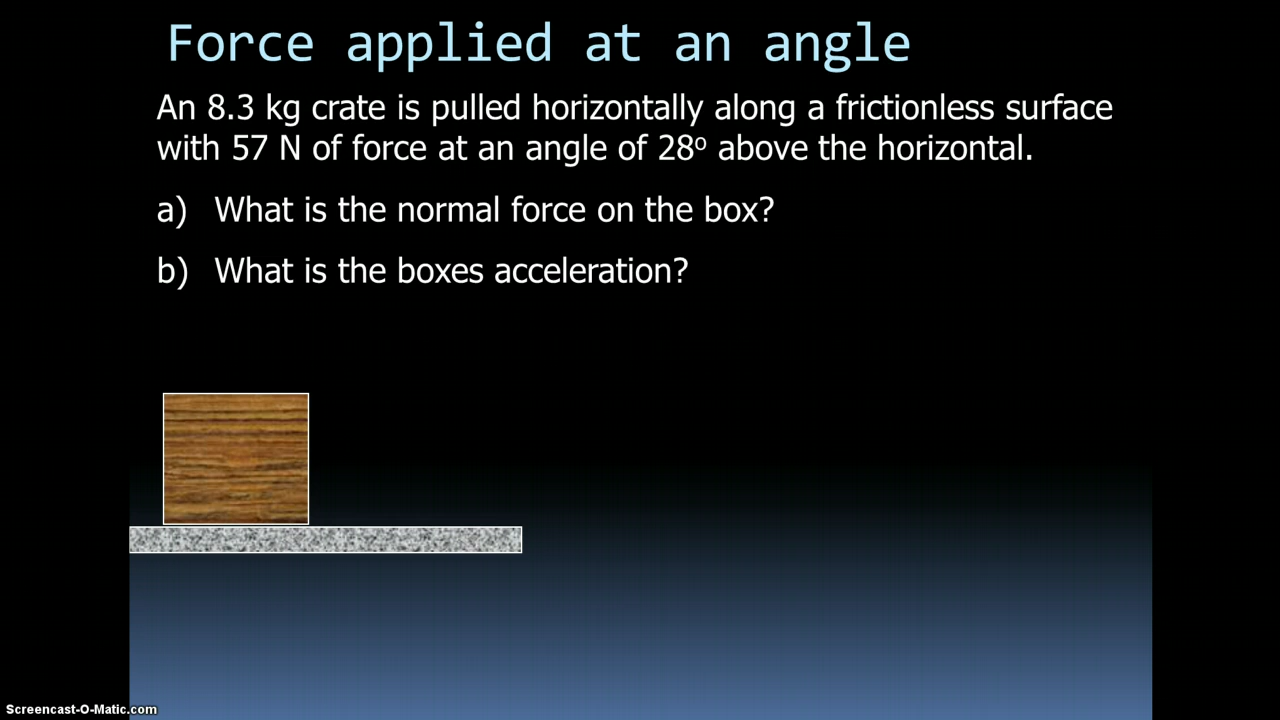 Force applied at an angle
An 8.3 kg crate is pulled horizontally along a frictionless surface
with 57 N of force at an angle of 28º above the horizontal.
a) What is the normal force on the box?
b) What is the boxes acceleration?
Screencast-O-Matic.com